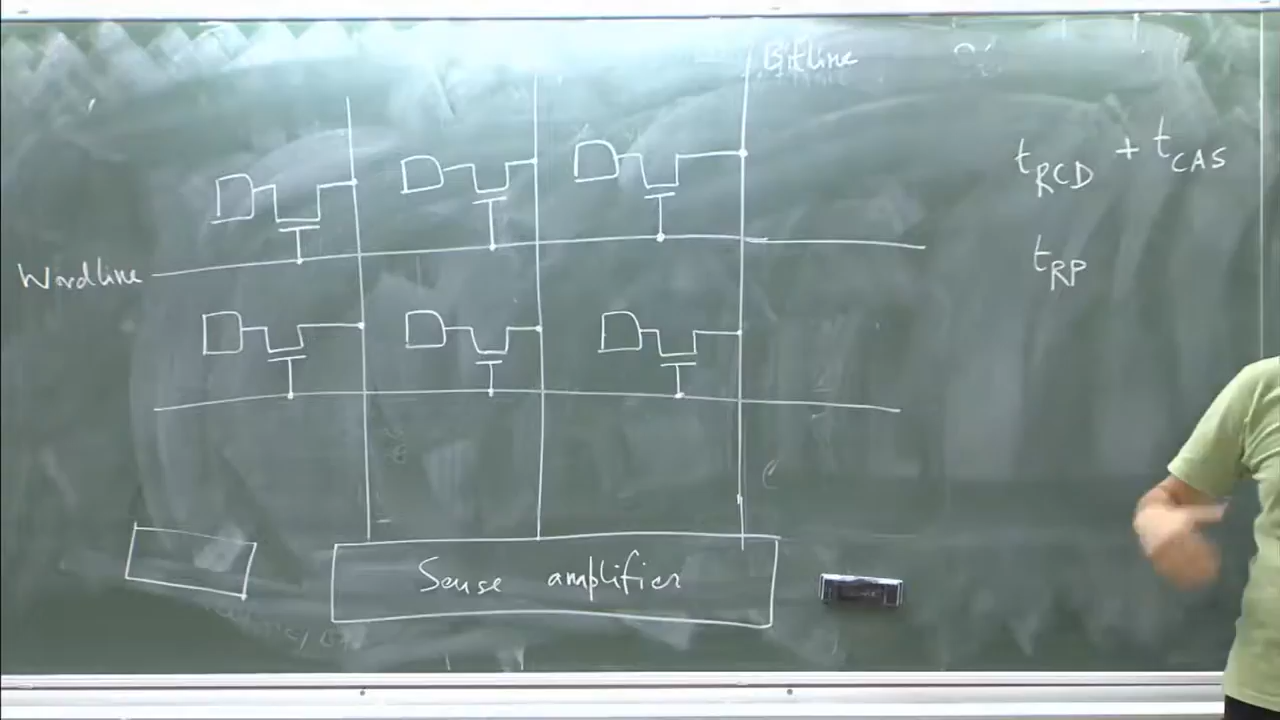 Bitline
t_RCD + t_CAS
t_RP
Wordline
Sense amplifier